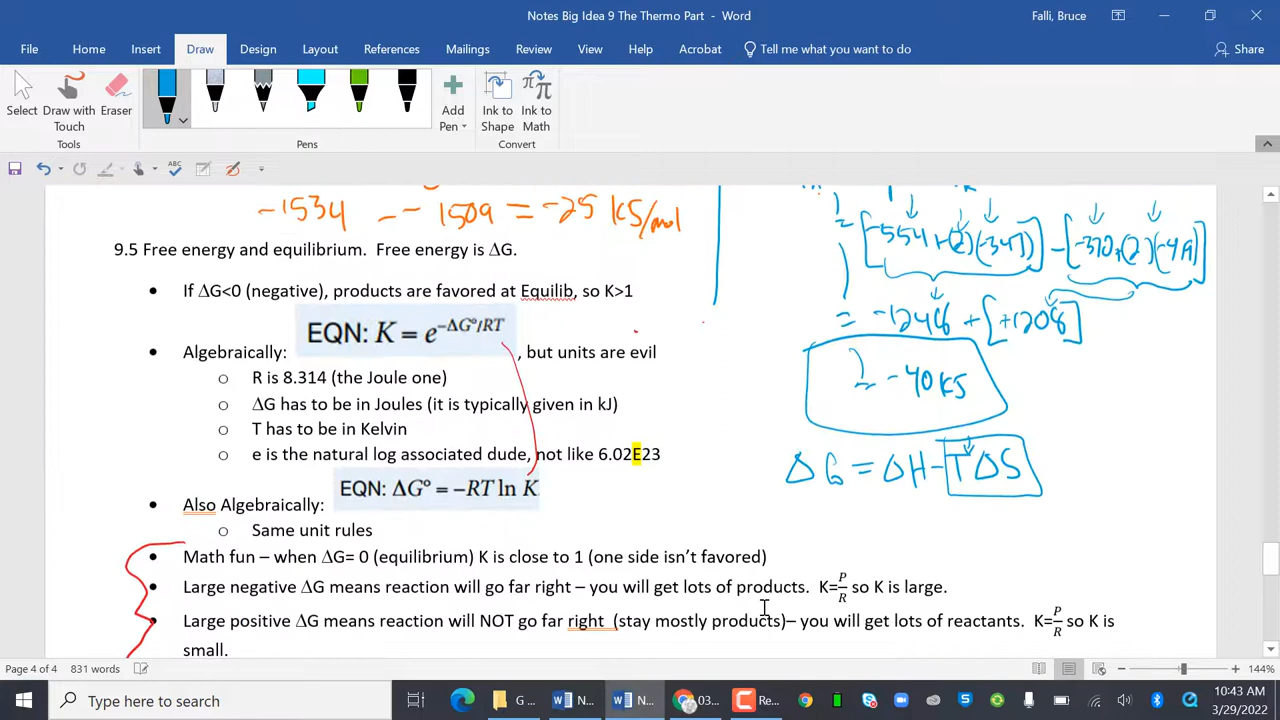 Notes Big Idea 9 The Thermo Part - Word
Falli, Bruce
File Home Insert Draw Design Layout References Mailings Review View Help Acrobat Tell me what you want to do Share
Select Draw with Touch Eraser Add Pen Ink to Shape Ink to Math
Tools Pens Convert
-1534 - - 1509 = -25 KJ/mol
9.5 Free energy and equilibrium. Free energy is ΔG.
• If ΔG<0 (negative), products are favored at Equilib, so K>1
• Algebraically: EQN: K = e^(-ΔG°/RT), but units are evil
o R is 8.314 (the Joule one)
o ΔG has to be in Joules (it is typically given in kJ)
o T has to be in Kelvin
o e is the natural log associated dude, not like 6.02E23
• Also Algebraically: EQN: ΔG° = −RT ln K
o Same unit rules
• Math fun – when ΔG= 0 (equilibrium) K is close to 1 (one side isn't favored)
• Large negative ΔG means reaction will go far right – you will get lots of products. K=P/R so K is large.
• Large positive ΔG means reaction will NOT go far right (stay mostly products)– you will get lots of reactants. K=P/R so K is
small.
= -1248 + [+1208]
= -40 KJ
ΔG = ΔH - TΔS
Page 4 of 4 831 words 144%
Type here to search
G ... N... N... 03... Re...
10:43 AM
3/29/2022